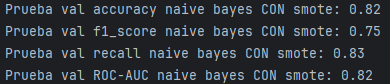 Prueba val accuracy naive bayes CON smote: 0.82
Prueba val f1_score naive bayes CON smote: 0.75
Prueba val recall naive bayes CON smote: 0.83
Prueba val ROC-AUC naive bayes CON smote: 0.82